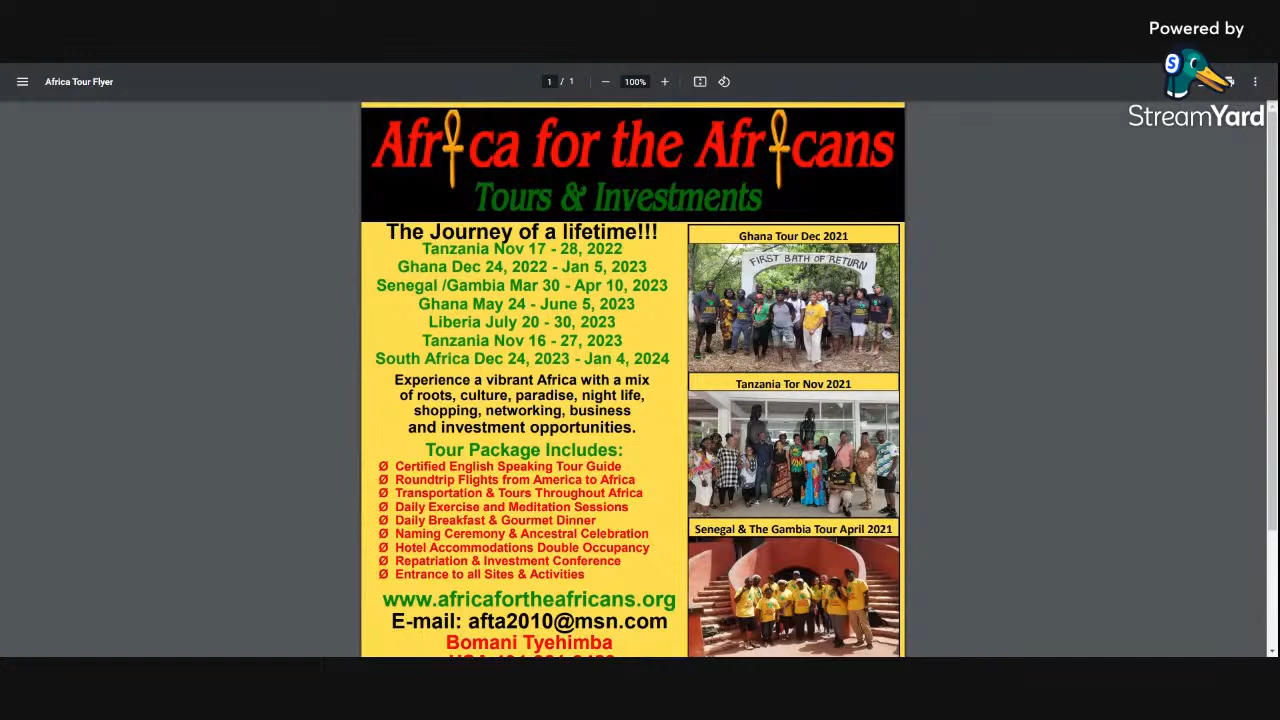 Powered by
StreamYard
Africa Tour Flyer
1 / 1
100%
Africa for the Africans
Tours & Investments
The Journey of a lifetime!!!
Tanzania Nov 17 - 28, 2022
Ghana Dec 24, 2022 - Jan 5, 2023
Senegal /Gambia Mar 30 - Apr 10, 2023
Ghana May 24 - June 5, 2023
Liberia July 20 - 30, 2023
Tanzania Nov 16 - 27, 2023
South Africa Dec 24, 2023 - Jan 4, 2024
Experience a vibrant Africa with a mix
of roots, culture, paradise, night life,
shopping, networking, business
and investment opportunities.
Tour Package Includes:
Ø Certified English Speaking Tour Guide
Ø Roundtrip Flights from America to Africa
Ø Transportation & Tours Throughout Africa
Ø Daily Exercise and Meditation Sessions
Ø Daily Breakfast & Gourmet Dinner
Ø Naming Ceremony & Ancestral Celebration
Ø Hotel Accommodations Double Occupancy
Ø Repatriation & Investment Conference
Ø Entrance to all Sites & Activities
www.africafortheafricans.org
E-mail: afta2010@msn.com
Bomani Tyehimba
Ghana Tour Dec 2021
FIRST BATH OF RETURN
Tanzania Tor Nov 2021
Senegal & The Gambia Tour April 2021